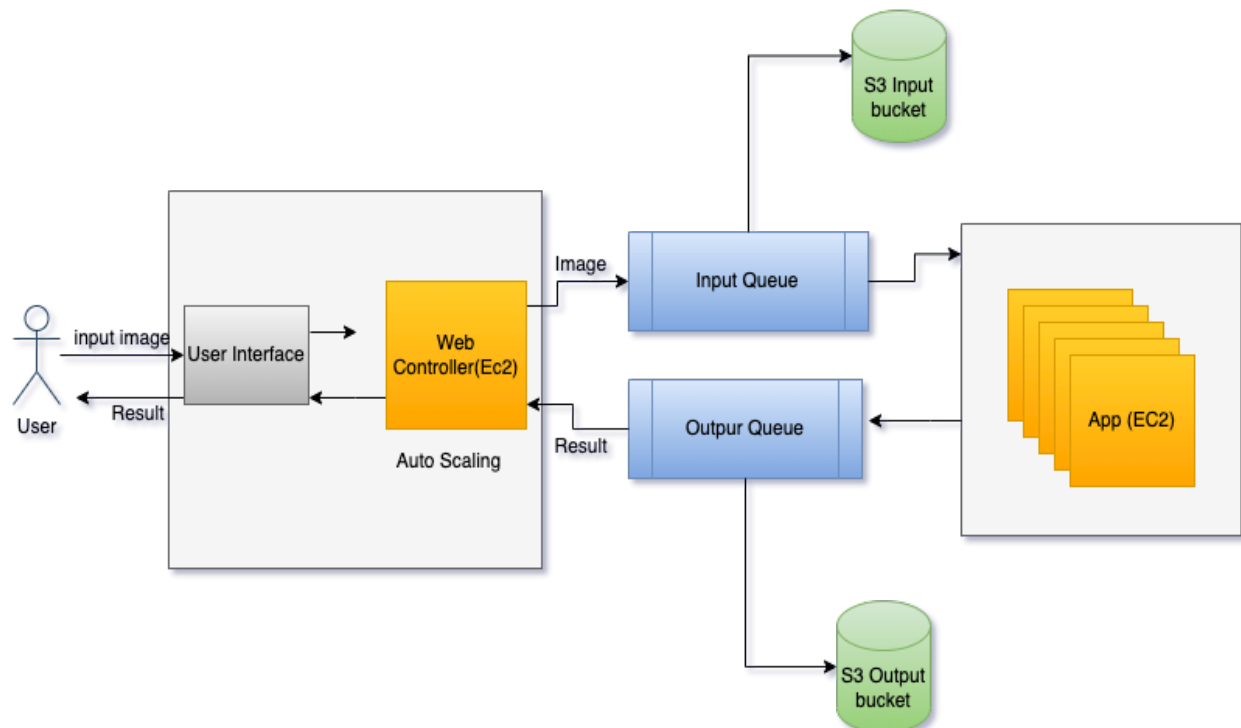 S3 Input
bucket
Image
Input Queue
input image
User Interface
Web
Controller(Ec2)
Result
User
Result
Outpur Queue
App (EC2)
Auto Scaling
S3 Output
bucket